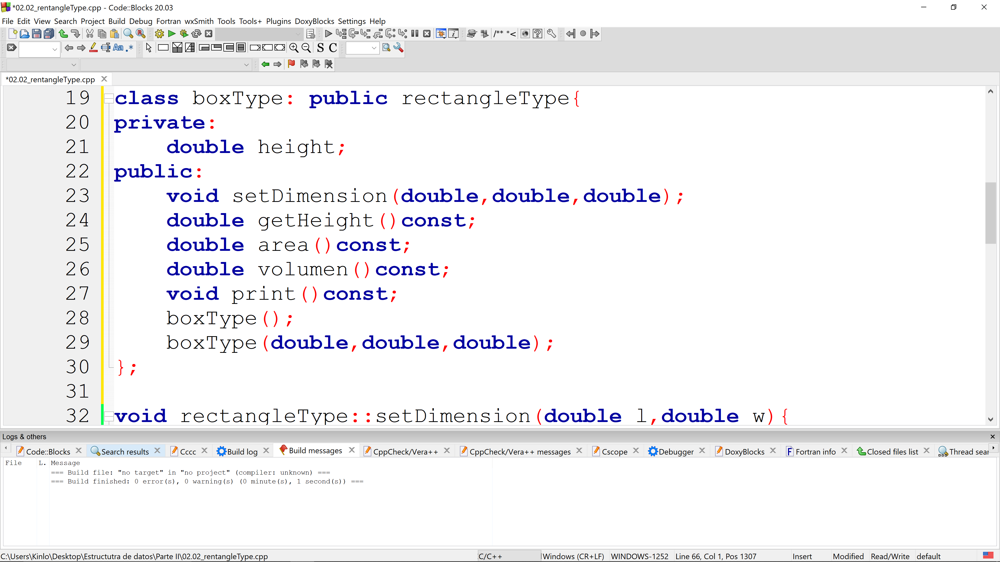 *02.02_rentangleType.cpp - Code::Blocks 20.03
File Edit View Search Project Build Debug Fortran wxSmith Tools Tools+ Plugins DoxyBlocks Settings Help
/** *<
Aa .* S C
*02.02_rentangleType.cpp
19 class boxType: public rectangleType{
20 private:
21 double height;
22 public:
23 void setDimension(double,double,double);
24 double getHeight()const;
25 double area()const;
26 double volumen()const;
27 void print()const;
28 boxType();
29 boxType(double,double,double);
30 };
31
32 void rectangleType::setDimension(double l,double w){
Logs & others
Code::Blocks Search results Cccc Build log Build messages CppCheck/Vera++ CppCheck/Vera++ messages Cscope Debugger DoxyBlocks Fortran info Closed files list Thread sear
File L. Message
=== Build file: "no target" in "no project" (compiler: unknown) ===
=== Build finished: 0 error(s), 0 warning(s) (0 minute(s), 1 second(s)) ===
C:\Users\Kinlo\Desktop\Estructutra de datos\Parte II\02.02_rentangleType.cpp C/C++ Windows (CR+LF) WINDOWS-1252 Line 66, Col 1, Pos 1307 Insert Modified Read/Write default